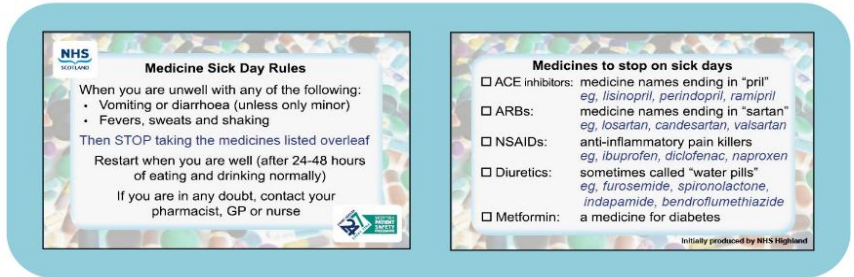 NHS
SCOTLAND
Medicine Sick Day Rules
When you are unwell with any of the following:
• Vomiting or diarrhoea (unless only minor)
• Fevers, sweats and shaking
Then STOP taking the medicines listed overleaf
Restart when you are well (after 24-48 hours
of eating and drinking normally)
If you are in any doubt, contact your
pharmacist, GP or nurse
SCOTTISH
PATIENT
SAFETY
Medicines to stop on sick days
☐ ACE inhibitors: medicine names ending in “pril”
eg, lisinopril, perindopril, ramipril
☐ ARBs: medicine names ending in “sartan”
eg, losartan, candesartan, valsartan
☐ NSAIDs: anti-inflammatory pain killers
eg, ibuprofen, diclofenac, naproxen
☐ Diuretics: sometimes called “water pills”
eg, furosemide, spironolactone,
indapamide, bendroflumethiazide
☐ Metformin: a medicine for diabetes
Initially produced by NHS Highland